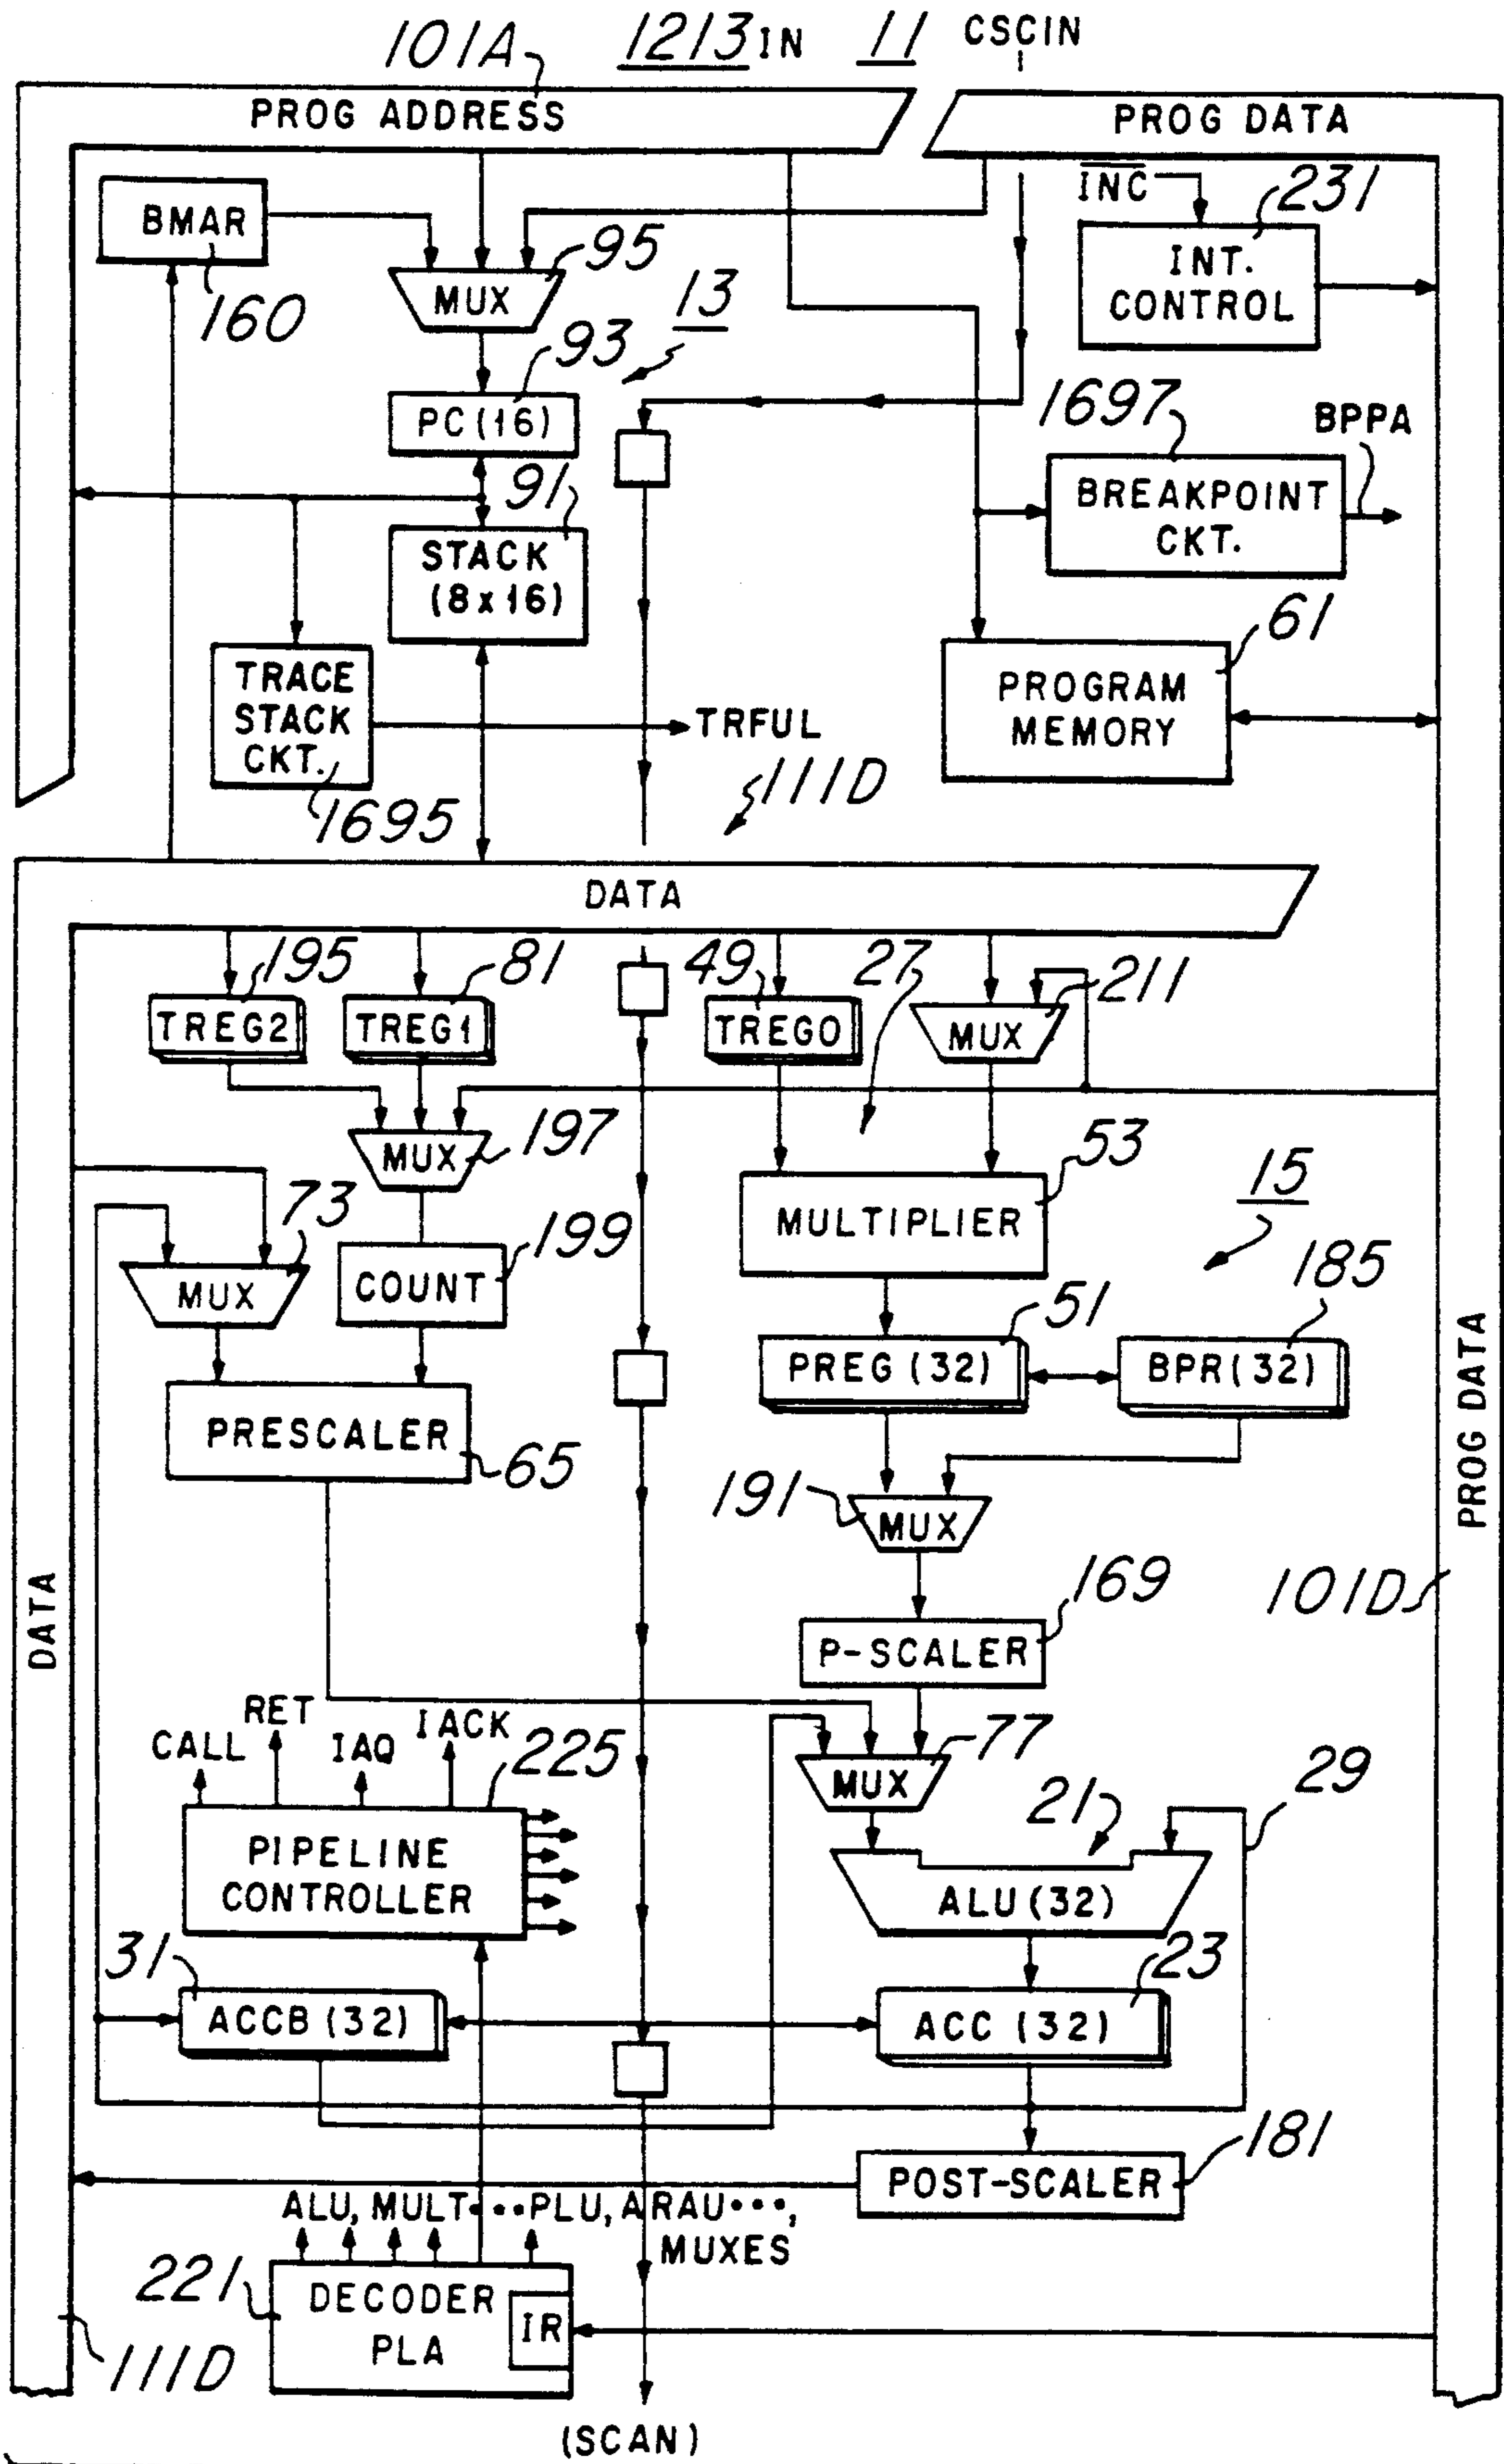 101A
1213 IN 11 CSCIN
PROG ADDRESS
PROG DATA
BMAR
160
MUX
95
13
INC
231
INT.
CONTROL
93
PC(16)
1697
BPPA
BREAKPOINT
CKT.
91
STACK
(8x16)
61
TRACE
STACK
CKT.
1695
TRFUL
PROGRAM
MEMORY
111D
DATA
195
81
49
27
211
TREG2
TREG1
TREG0
MUX
MUX
197
53
15
73
MULTIPLIER
MUX
COUNT
199
185
51
PREG (32)
BPR(32)
PRESCALER
65
191
MUX
PROG DATA
101D
169
P-SCALER
DATA
CALL
RET
IAQ
IACK
225
77
MUX
29
21
PIPELINE
CONTROLLER
ALU (32)
31
23
ACCB (32)
ACC (32)
181
POST-SCALER
ALU, MULT•••PLU, ARAU•••,
MUXES
221
DECODER
PLA
IR
111D
(SCAN)